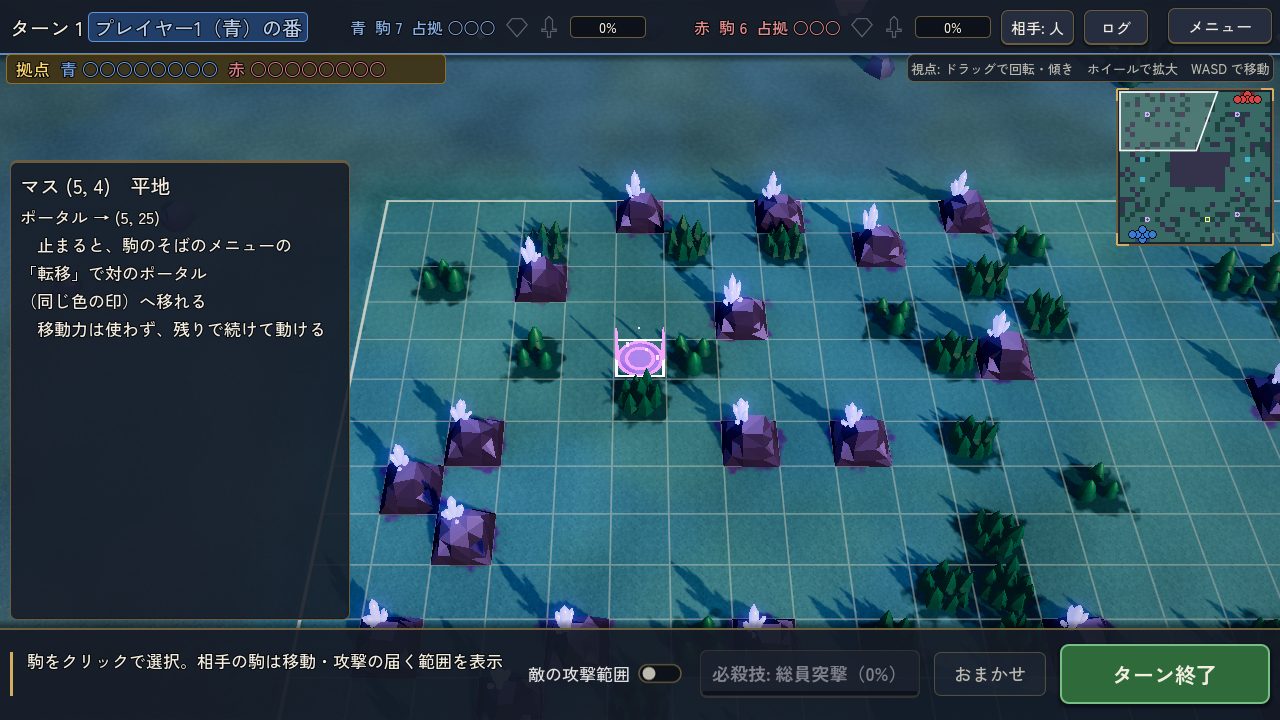 ターン 1 プレイヤー1（青）の番 青 駒 7 占拠 ○○○ 0% 赤 駒 6 占拠 ○○○ 0% 相手: 人 ログ メニュー
拠点 青 ○○○○○○○○ 赤 ○○○○○○○○
視点: ドラッグで回転・傾き ホイールで拡大 WASD で移動
マス (5, 4) 平地
ポータル → (5, 25)
止まると、駒のそばのメニューの
「転移」で対のポータル
（同じ色の印）へ移れる
移動力は使わず、残りで続けて動ける
駒をクリックで選択。相手の駒は移動・攻撃の届く範囲を表示
敵の攻撃範囲
必殺技: 総員突撃（0%）
おまかせ
ターン終了